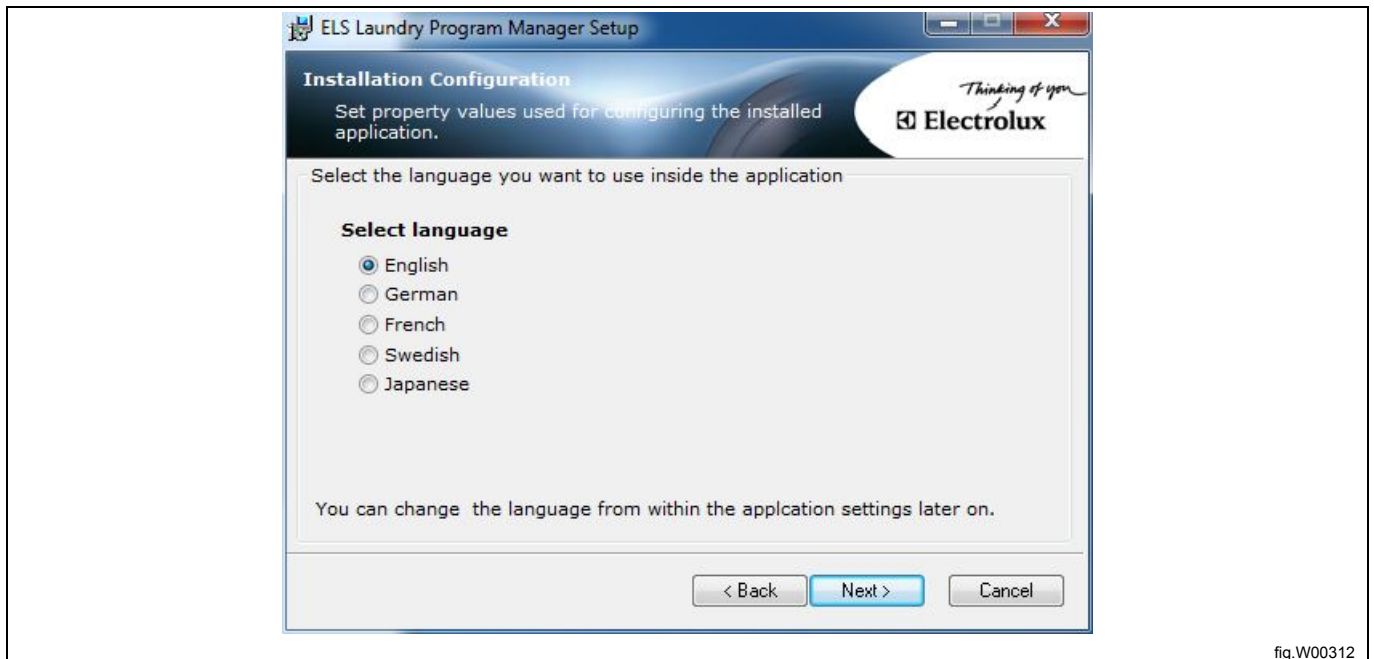 ELS Laundry Program Manager Setup
Installation Configuration
Set property values used for configuring the installed
application.
Thinking of you
Electrolux
Select the language you want to use inside the application
Select language
English
German
French
Swedish
Japanese
You can change  the language from within the applcation settings later on.
< Back Next > Cancel
fig.W00312